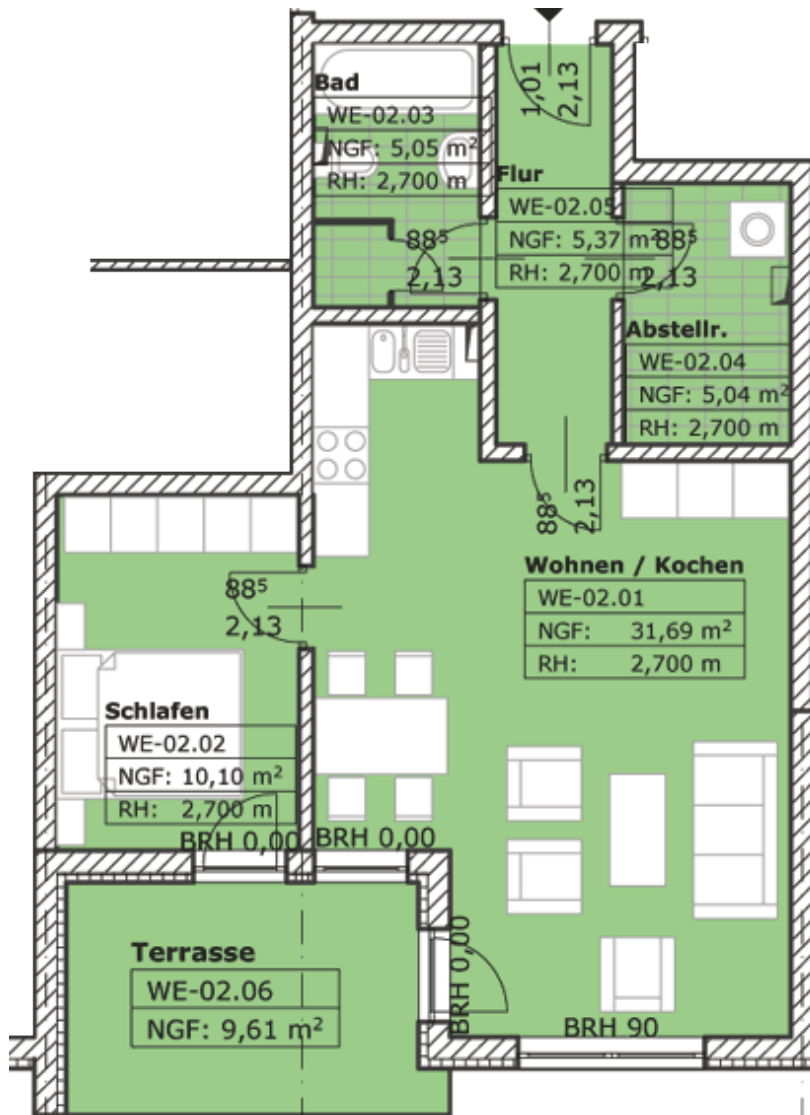 1,01
2,13
Bad
WE-02.03
NGF: 5,05 m²
RH: 2,700 m
Flur
WE-02.05
NGF: 5,37 m²
RH: 2,700 m
88⁵
2,13
88⁵
2,13
Abstellr.
WE-02.04
NGF: 5,04 m²
RH: 2,700 m
88⁵
2,13
Wohnen / Kochen
WE-02.01
NGF: 31,69 m²
RH: 2,700 m
88⁵
2,13
Schlafen
WE-02.02
NGF: 10,10 m²
RH: 2,700 m
BRH 0,00
BRH 0,00
Terrasse
WE-02.06
NGF: 9,61 m²
BRH 0,00
BRH 90